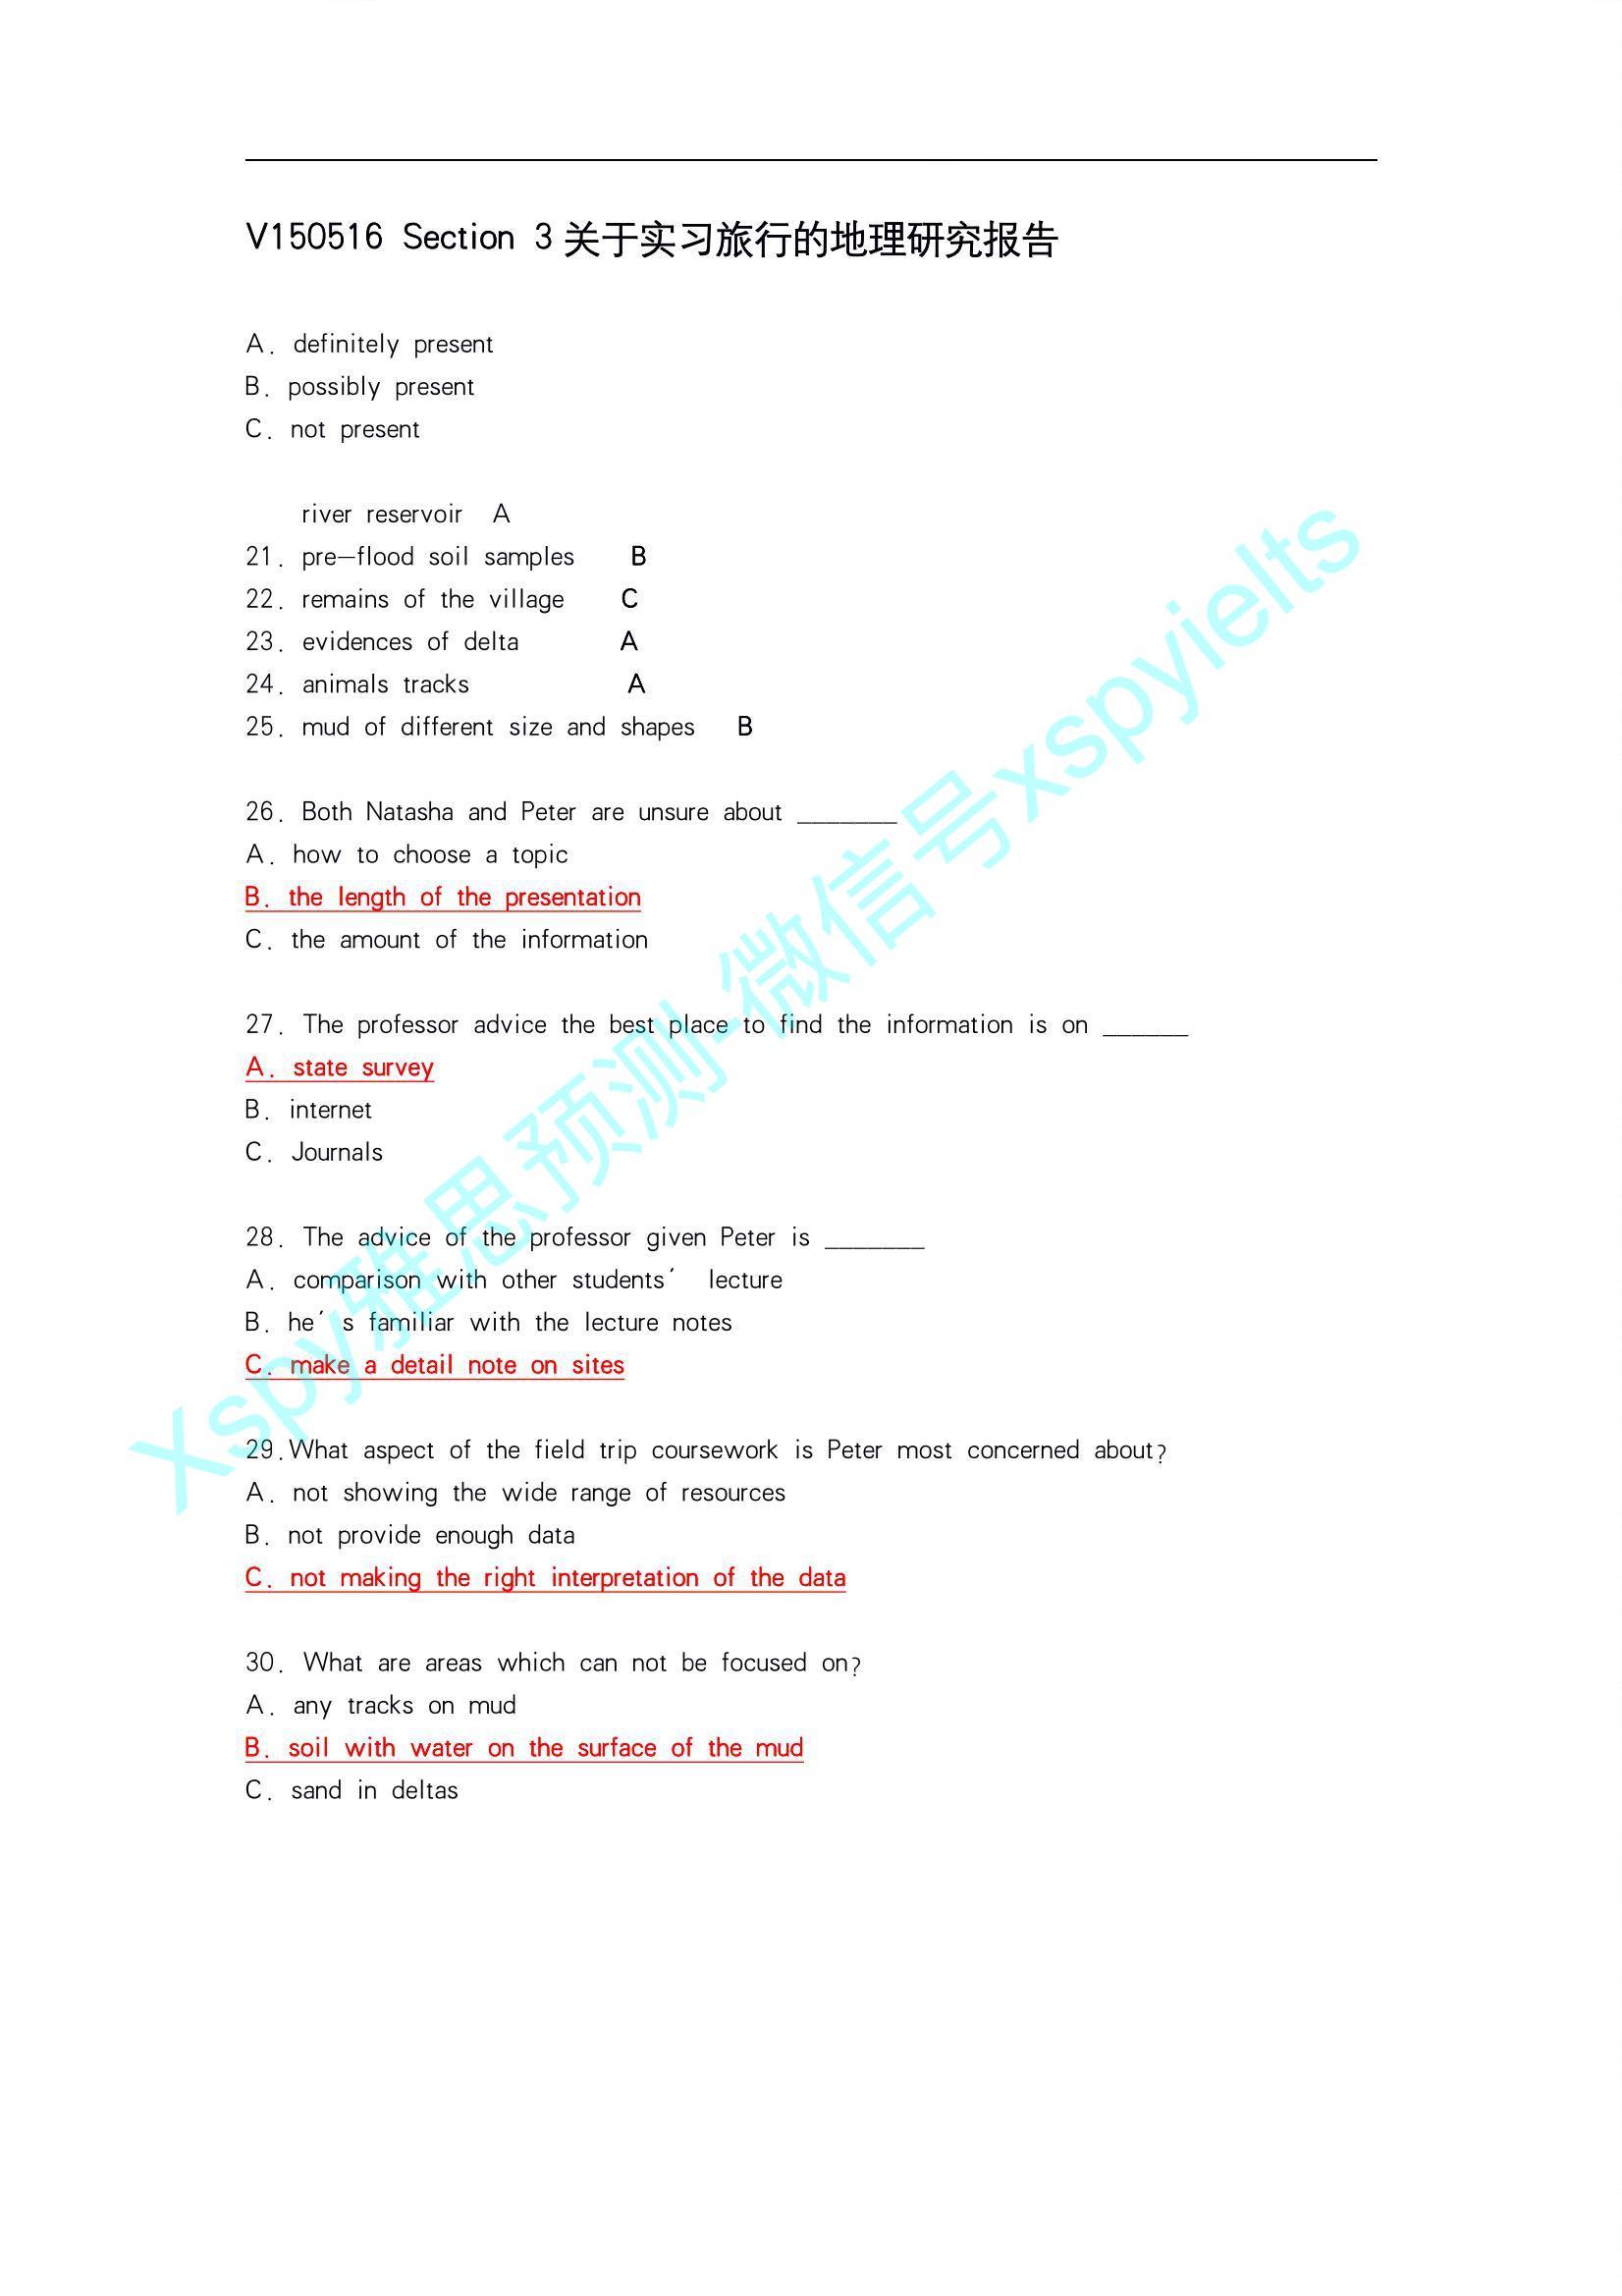 V150516 Section 3关于实习旅行的地理研究报告
A. definitely present
B. possibly present
C. not present
river reservoir A
21. pre-flood soil samples B
22. remains of the village C
23. evidences of delta A
24. animals tracks A
25. mud of different size and shapes B
26. Both Natasha and Peter are unsure about _______
A. how to choose a topic
B. the length of the presentation
C. the amount of the information
27. The professor advice the best place to find the information is on ______
A. state survey
B. internet
C. Journals
28. The advice of the professor given Peter is _______
A. comparison with other students' lecture
B. he's familiar with the lecture notes
C. make a detail note on sites
29.What aspect of the field trip coursework is Peter most concerned about?
A. not showing the wide range of resources
B. not provide enough data
C. not making the right interpretation of the data
30. What are areas which can not be focused on?
A. any tracks on mud
B. soil with water on the surface of the mud
C. sand in deltas
Xspy雅思预测-微信号xspyielts